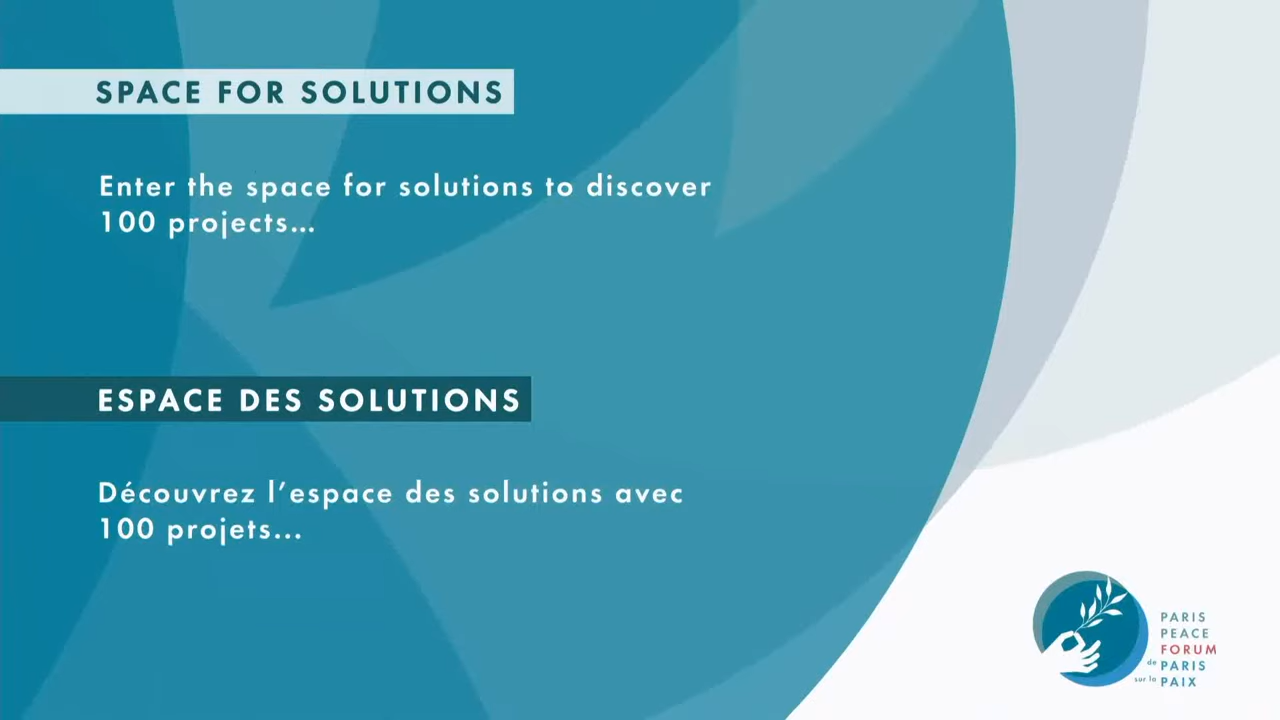 SPACE FOR SOLUTIONS
Enter the space for solutions to discover
100 projects...
ESPACE DES SOLUTIONS
Découvrez l’espace des solutions avec
100 projets...
PARIS
PEACE
FORUM
de PARIS
sur la PAIX